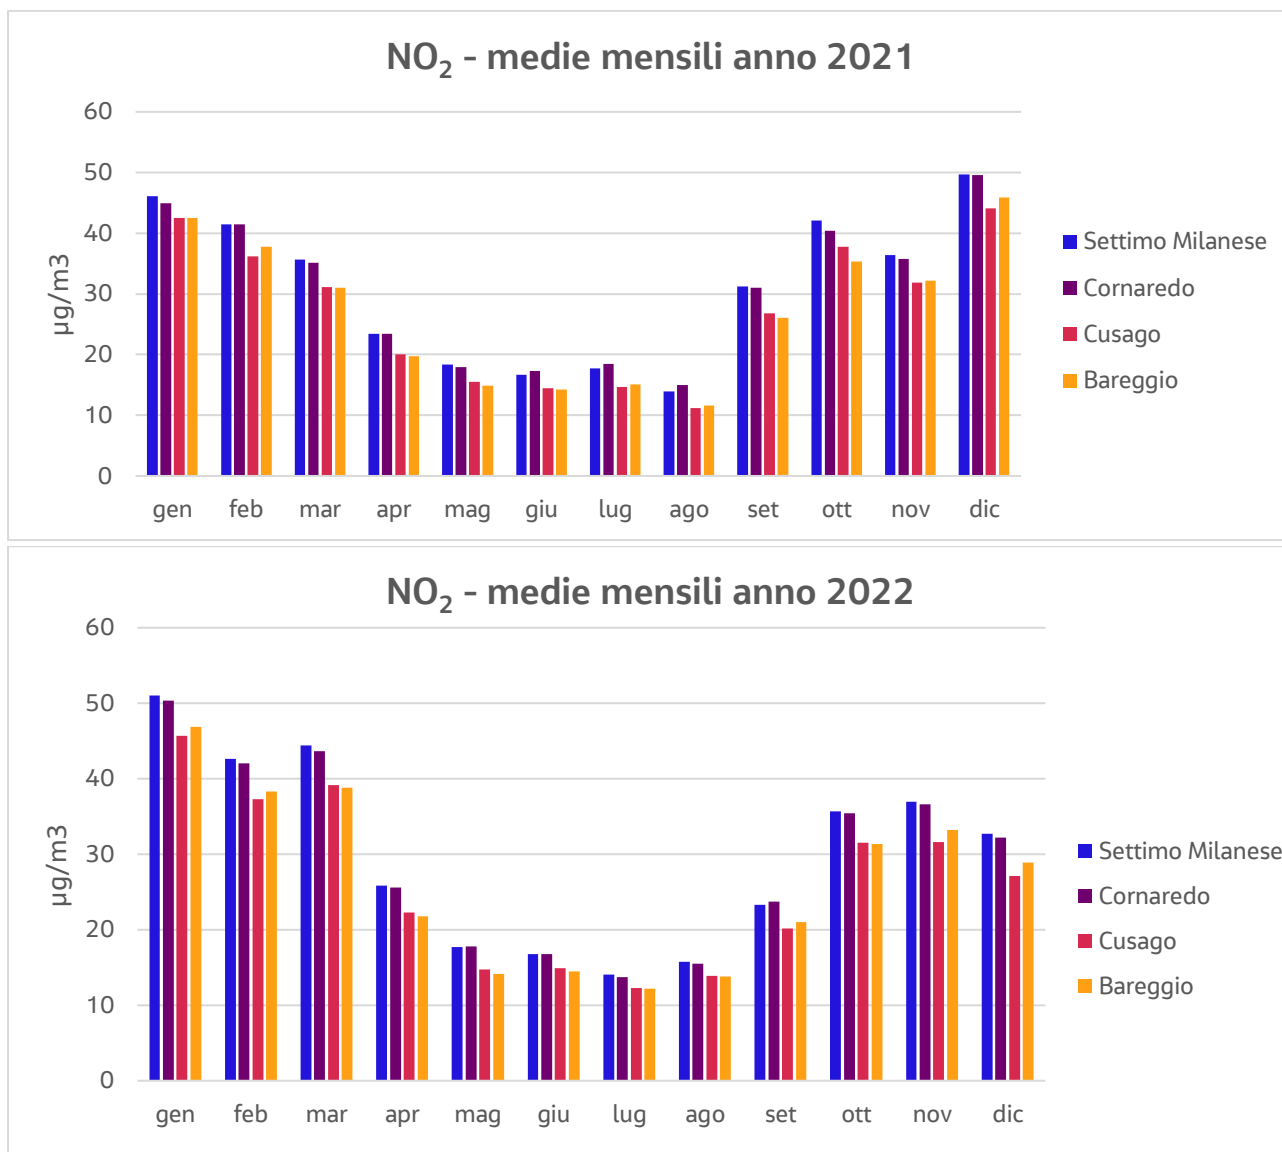 NO₂ - medie mensili anno 2021
60
50
40
30
20
10
0
µg/m3
gen feb mar apr mag giu lug ago set ott nov dic
Settimo Milanese
Cornaredo
Cusago
Bareggio
NO₂ - medie mensili anno 2022
60
50
40
30
20
10
0
µg/m3
gen feb mar apr mag giu lug ago set ott nov dic
Settimo Milanese
Cornaredo
Cusago
Bareggio